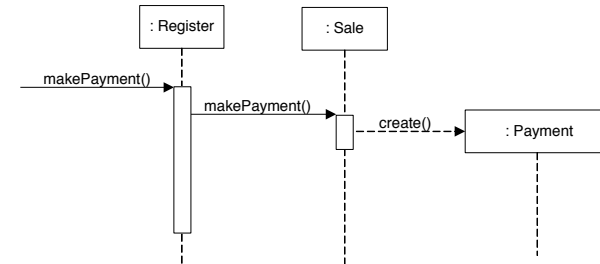 : Register
: Sale
makePayment()
makePayment()
create()
: Payment